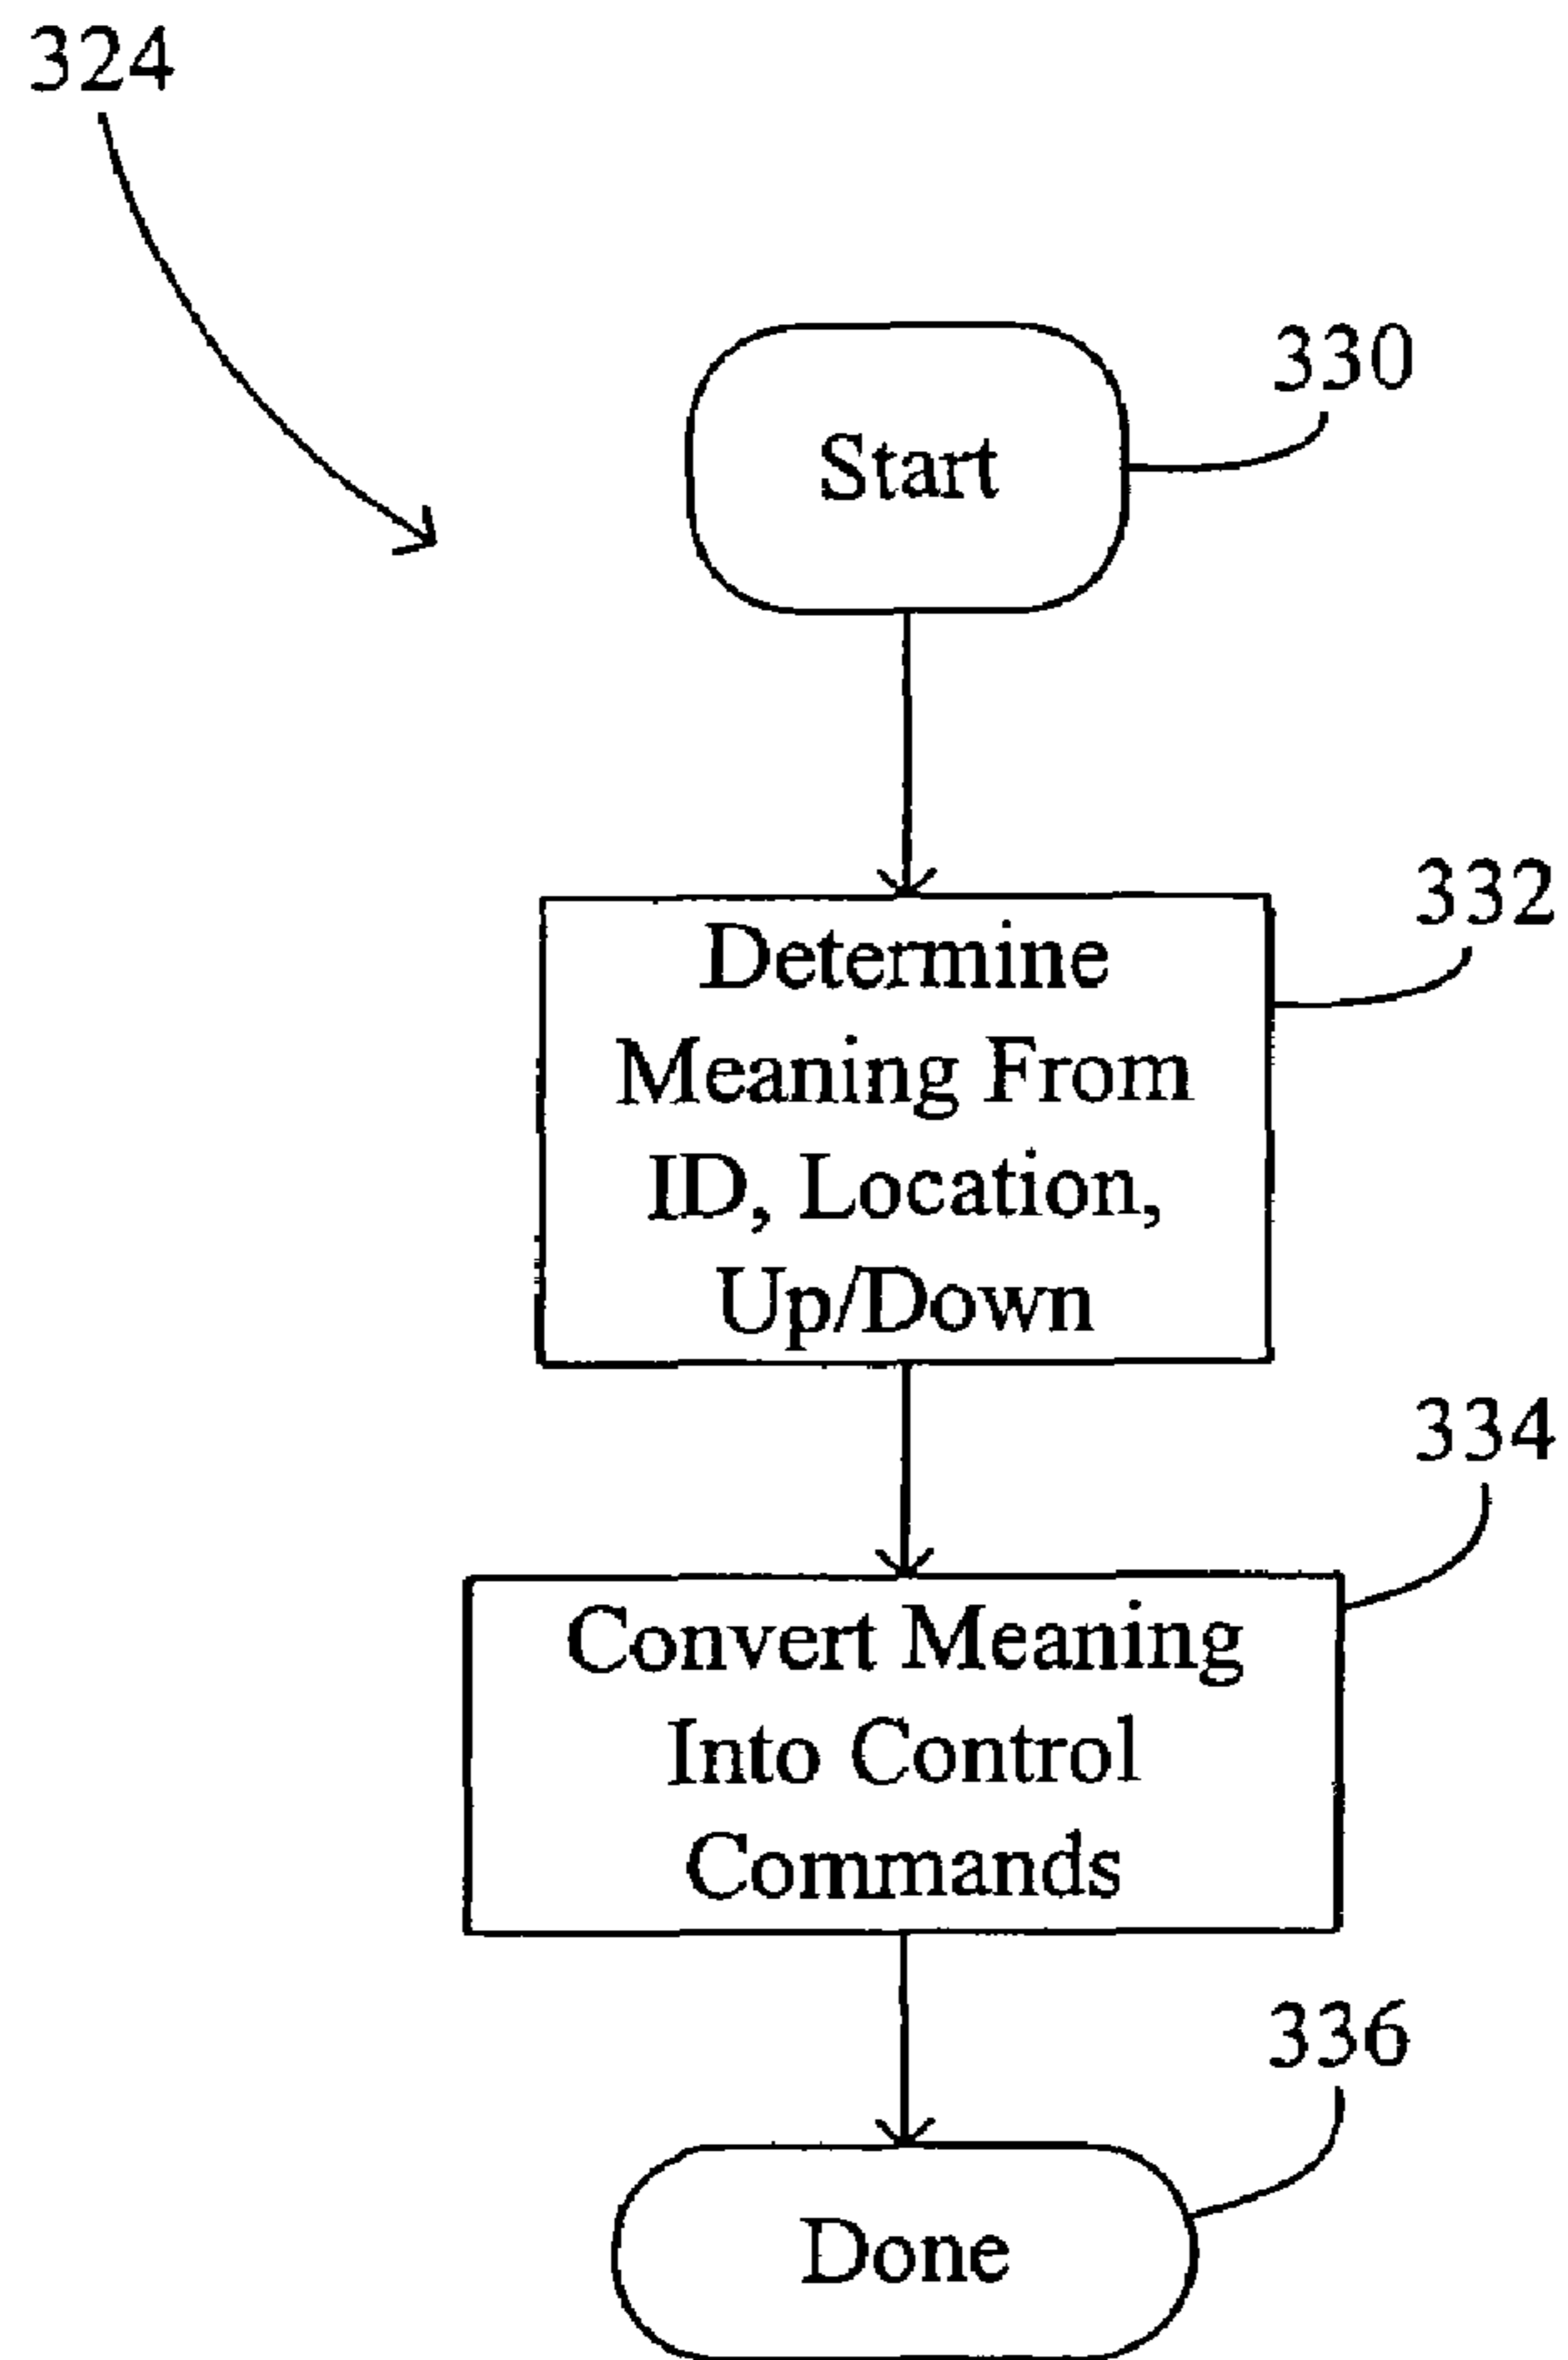 324
330
Start
332
Determine
Meaning From
ID, Location,
Up/Down
334
Convert Meaning
Into Control
Commands
336
Done